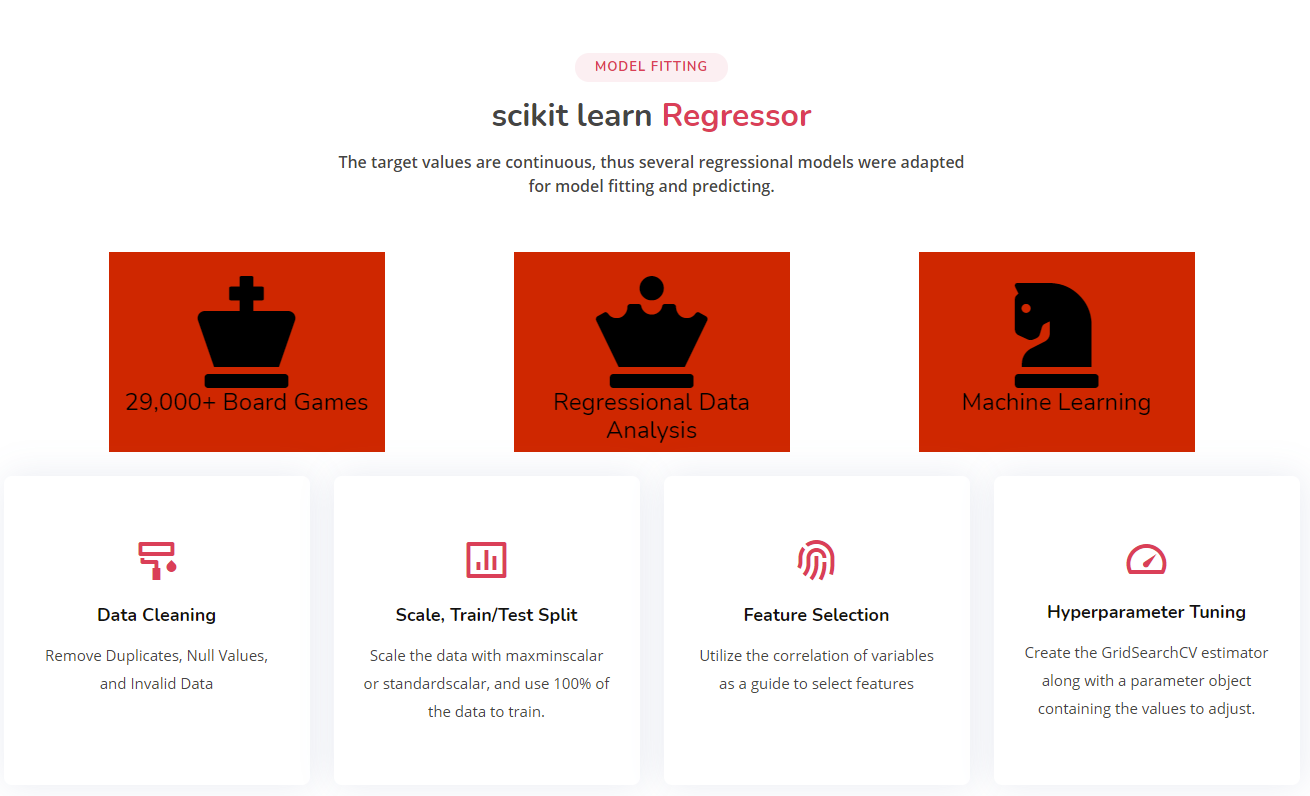 MODEL FITTING
scikit learn Regressor
The target values are continuous, thus several regressional models were adapted
for model fitting and predicting.
29,000+ Board Games
Regressional Data
Analysis
Machine Learning
Data Cleaning
Remove Duplicates, Null Values,
and Invalid Data
Scale, Train/Test Split
Scale the data with maxminscalar
or standardscalar, and use 100% of
the data to train.
Feature Selection
Utilize the correlation of variables
as a guide to select features
Hyperparameter Tuning
Create the GridSearchCV estimator
along with a parameter object
containing the values to adjust.